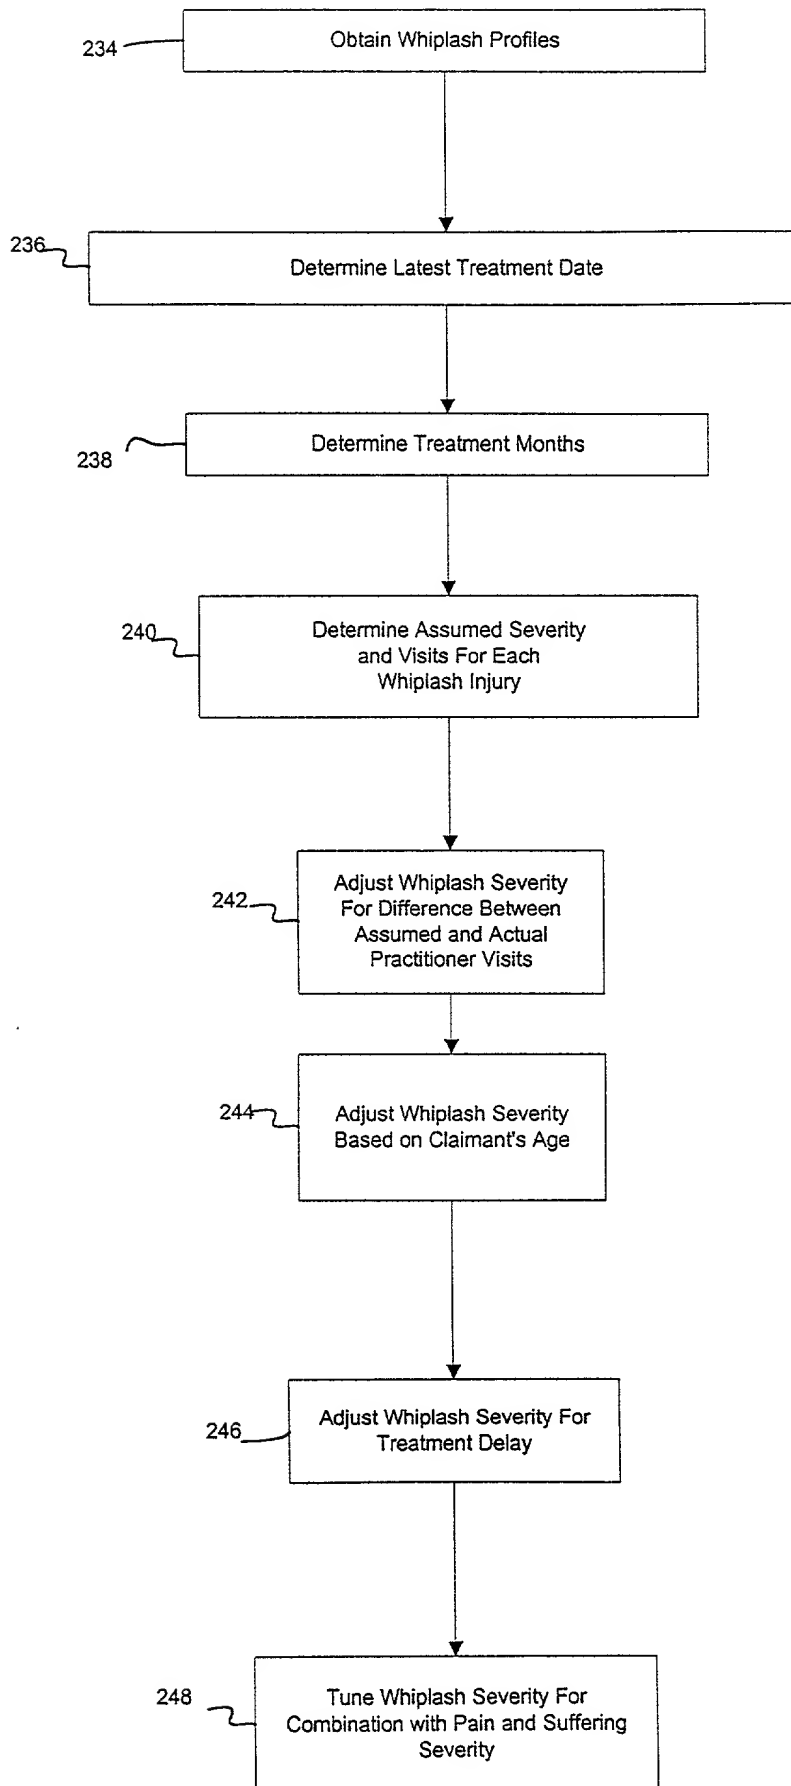 234
Obtain Whiplash Profiles
236
Determine Latest Treatment Date
238
Determine Treatment Months
240
Determine Assumed Severity
and Visits For Each
Whiplash Injury
242
Adjust Whiplash Severity
For Difference Between
Assumed and Actual
Practitioner Visits
244
Adjust Whiplash Severity
Based on Claimant's Age
246
Adjust Whiplash Severity For
Treatment Delay
248
Tune Whiplash Severity For
Combination with Pain and Suffering
Severity